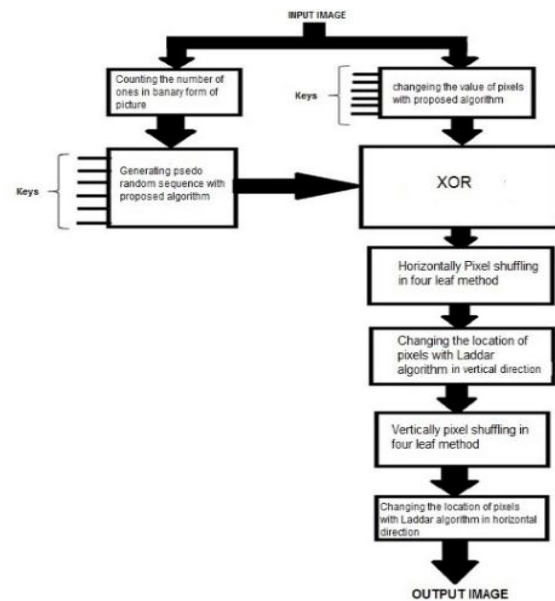 INPUT IMAGE
Counting the number of
ones in banary form of
picture
Keys
changeing the value of pixels
with proposed algorithm
Keys
Generating psedo
random sequence with
proposed algorithm
XOR
Horizontally Pixel shuffling
in four leaf method
Changing the location of
pixels with Laddar
algorithm in vertical direction
Vertically pixel shuffling in
four leaf method
Changing the location of pixels
with Laddar algorithm in horizontal
direction
OUTPUT IMAGE